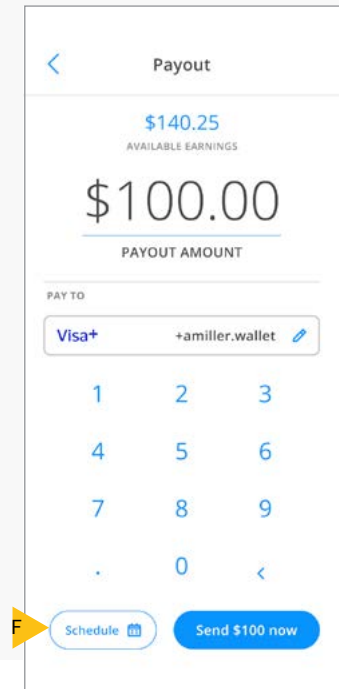 Payout
$140.25
AVAILABLE EARNINGS
$100.00
PAYOUT AMOUNT
PAY TO
Visa+ +amiller.wallet
1 2 3
4 5 6
7 8 9
. 0 <
F Schedule Send $100 now